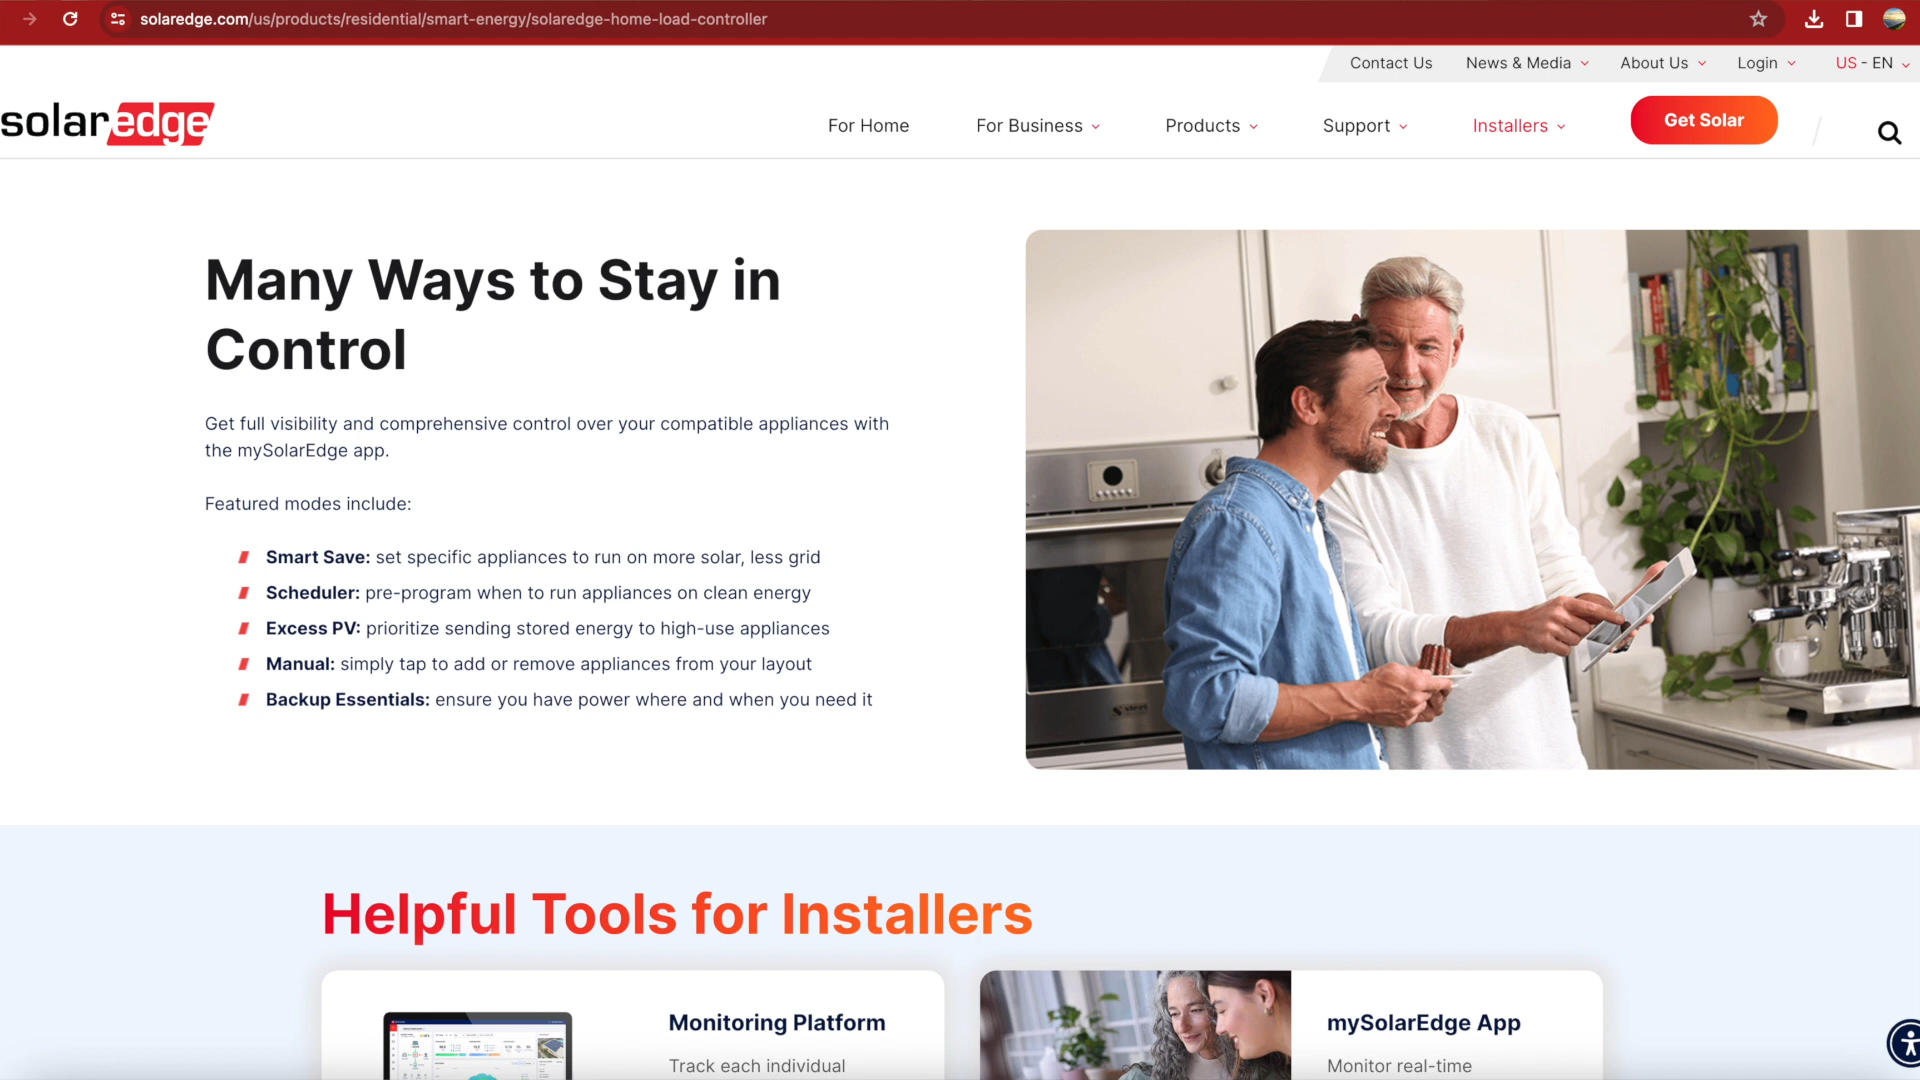 solaredge.com/us/products/residential/smart-energy/solaredge-home-load-controller
Contact Us
News & Media
About Us
Login
US - EN
solaredge
For Home
For Business
Products
Support
Installers
Get Solar
Many Ways to Stay in
Control
Get full visibility and comprehensive control over your compatible appliances with
the mySolarEdge app.
Featured modes include:
Smart Save: set specific appliances to run on more solar, less grid
Scheduler: pre-program when to run appliances on clean energy
Excess PV: prioritize sending stored energy to high-use appliances
Manual: simply tap to add or remove appliances from your layout
Backup Essentials: ensure you have power where and when you need it
Helpful Tools for Installers
Monitoring Platform
Track each individual
mySolarEdge App
Monitor real-time